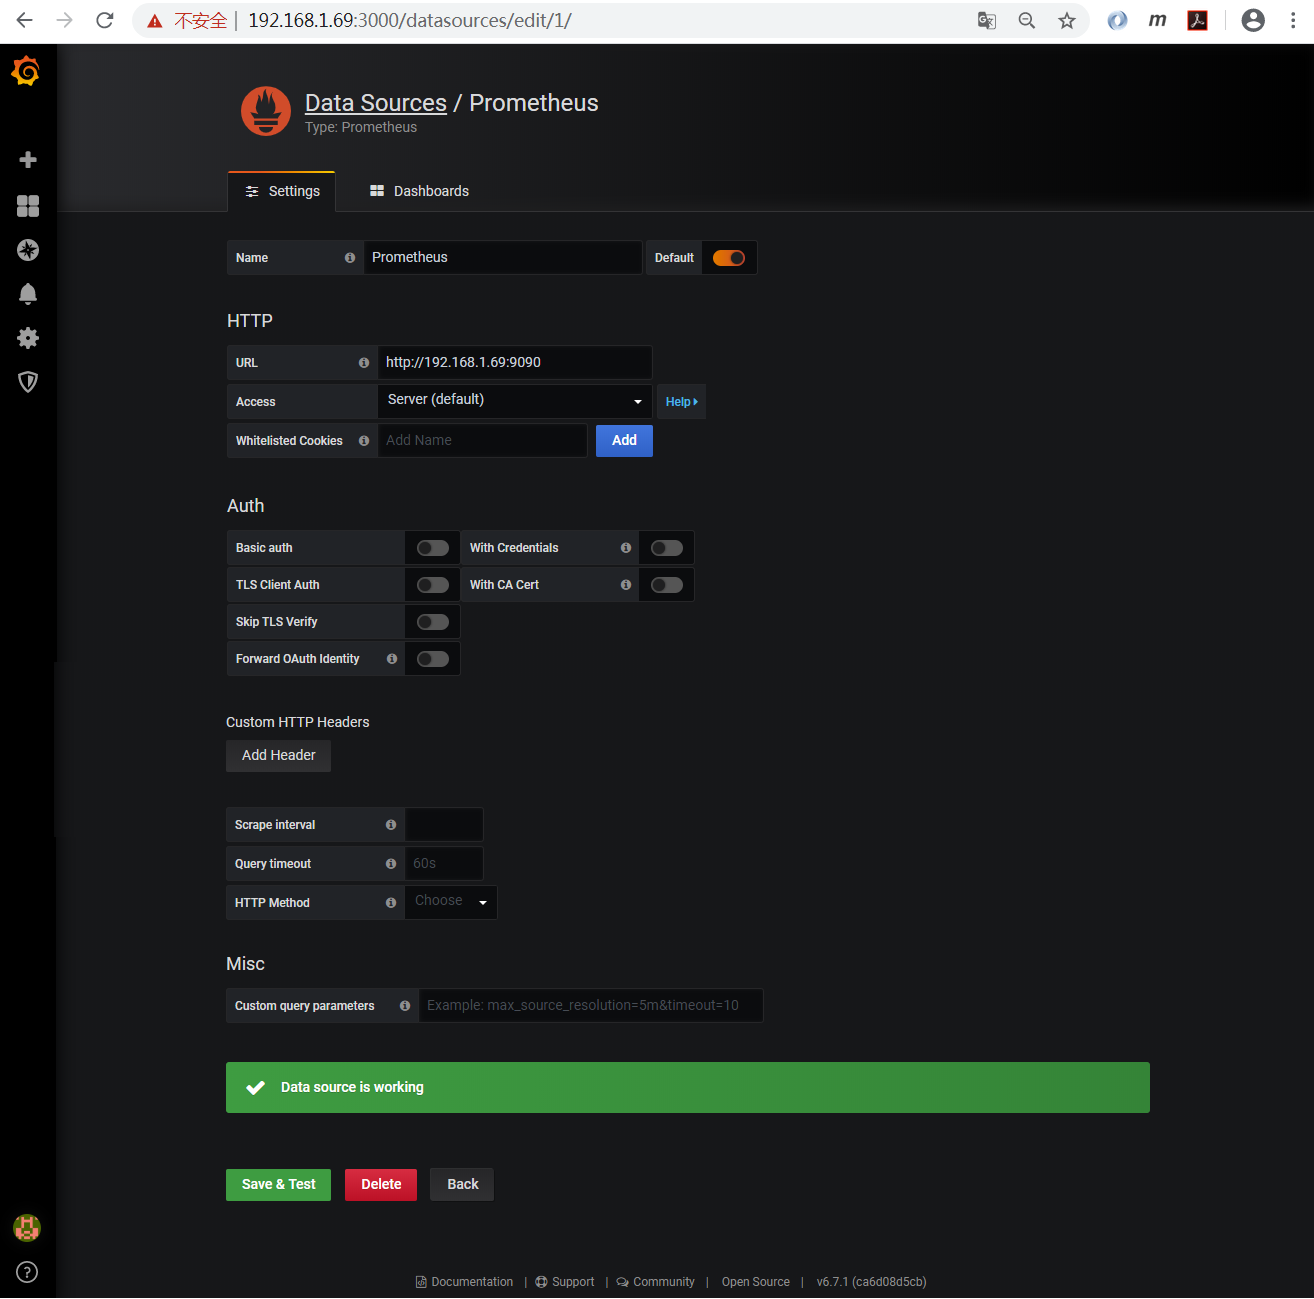 不安全 | 192.168.1.69:3000/datasources/edit/1/
Data Sources / Prometheus
Type: Prometheus
Settings Dashboards
Name Prometheus Default
HTTP
URL http://192.168.1.69:9090
Access Server (default) Help
Whitelisted Cookies Add Name Add
Auth
Basic auth With Credentials
TLS Client Auth With CA Cert
Skip TLS Verify
Forward OAuth Identity
Custom HTTP Headers
Add Header
Scrape interval
Query timeout 60s
HTTP Method Choose
Misc
Custom query parameters Example: max_source_resolution=5m&timeout=10
Data source is working
Save & Test Delete Back
Documentation | Support | Community | Open Source | v6.7.1 (ca6d08d5cb)